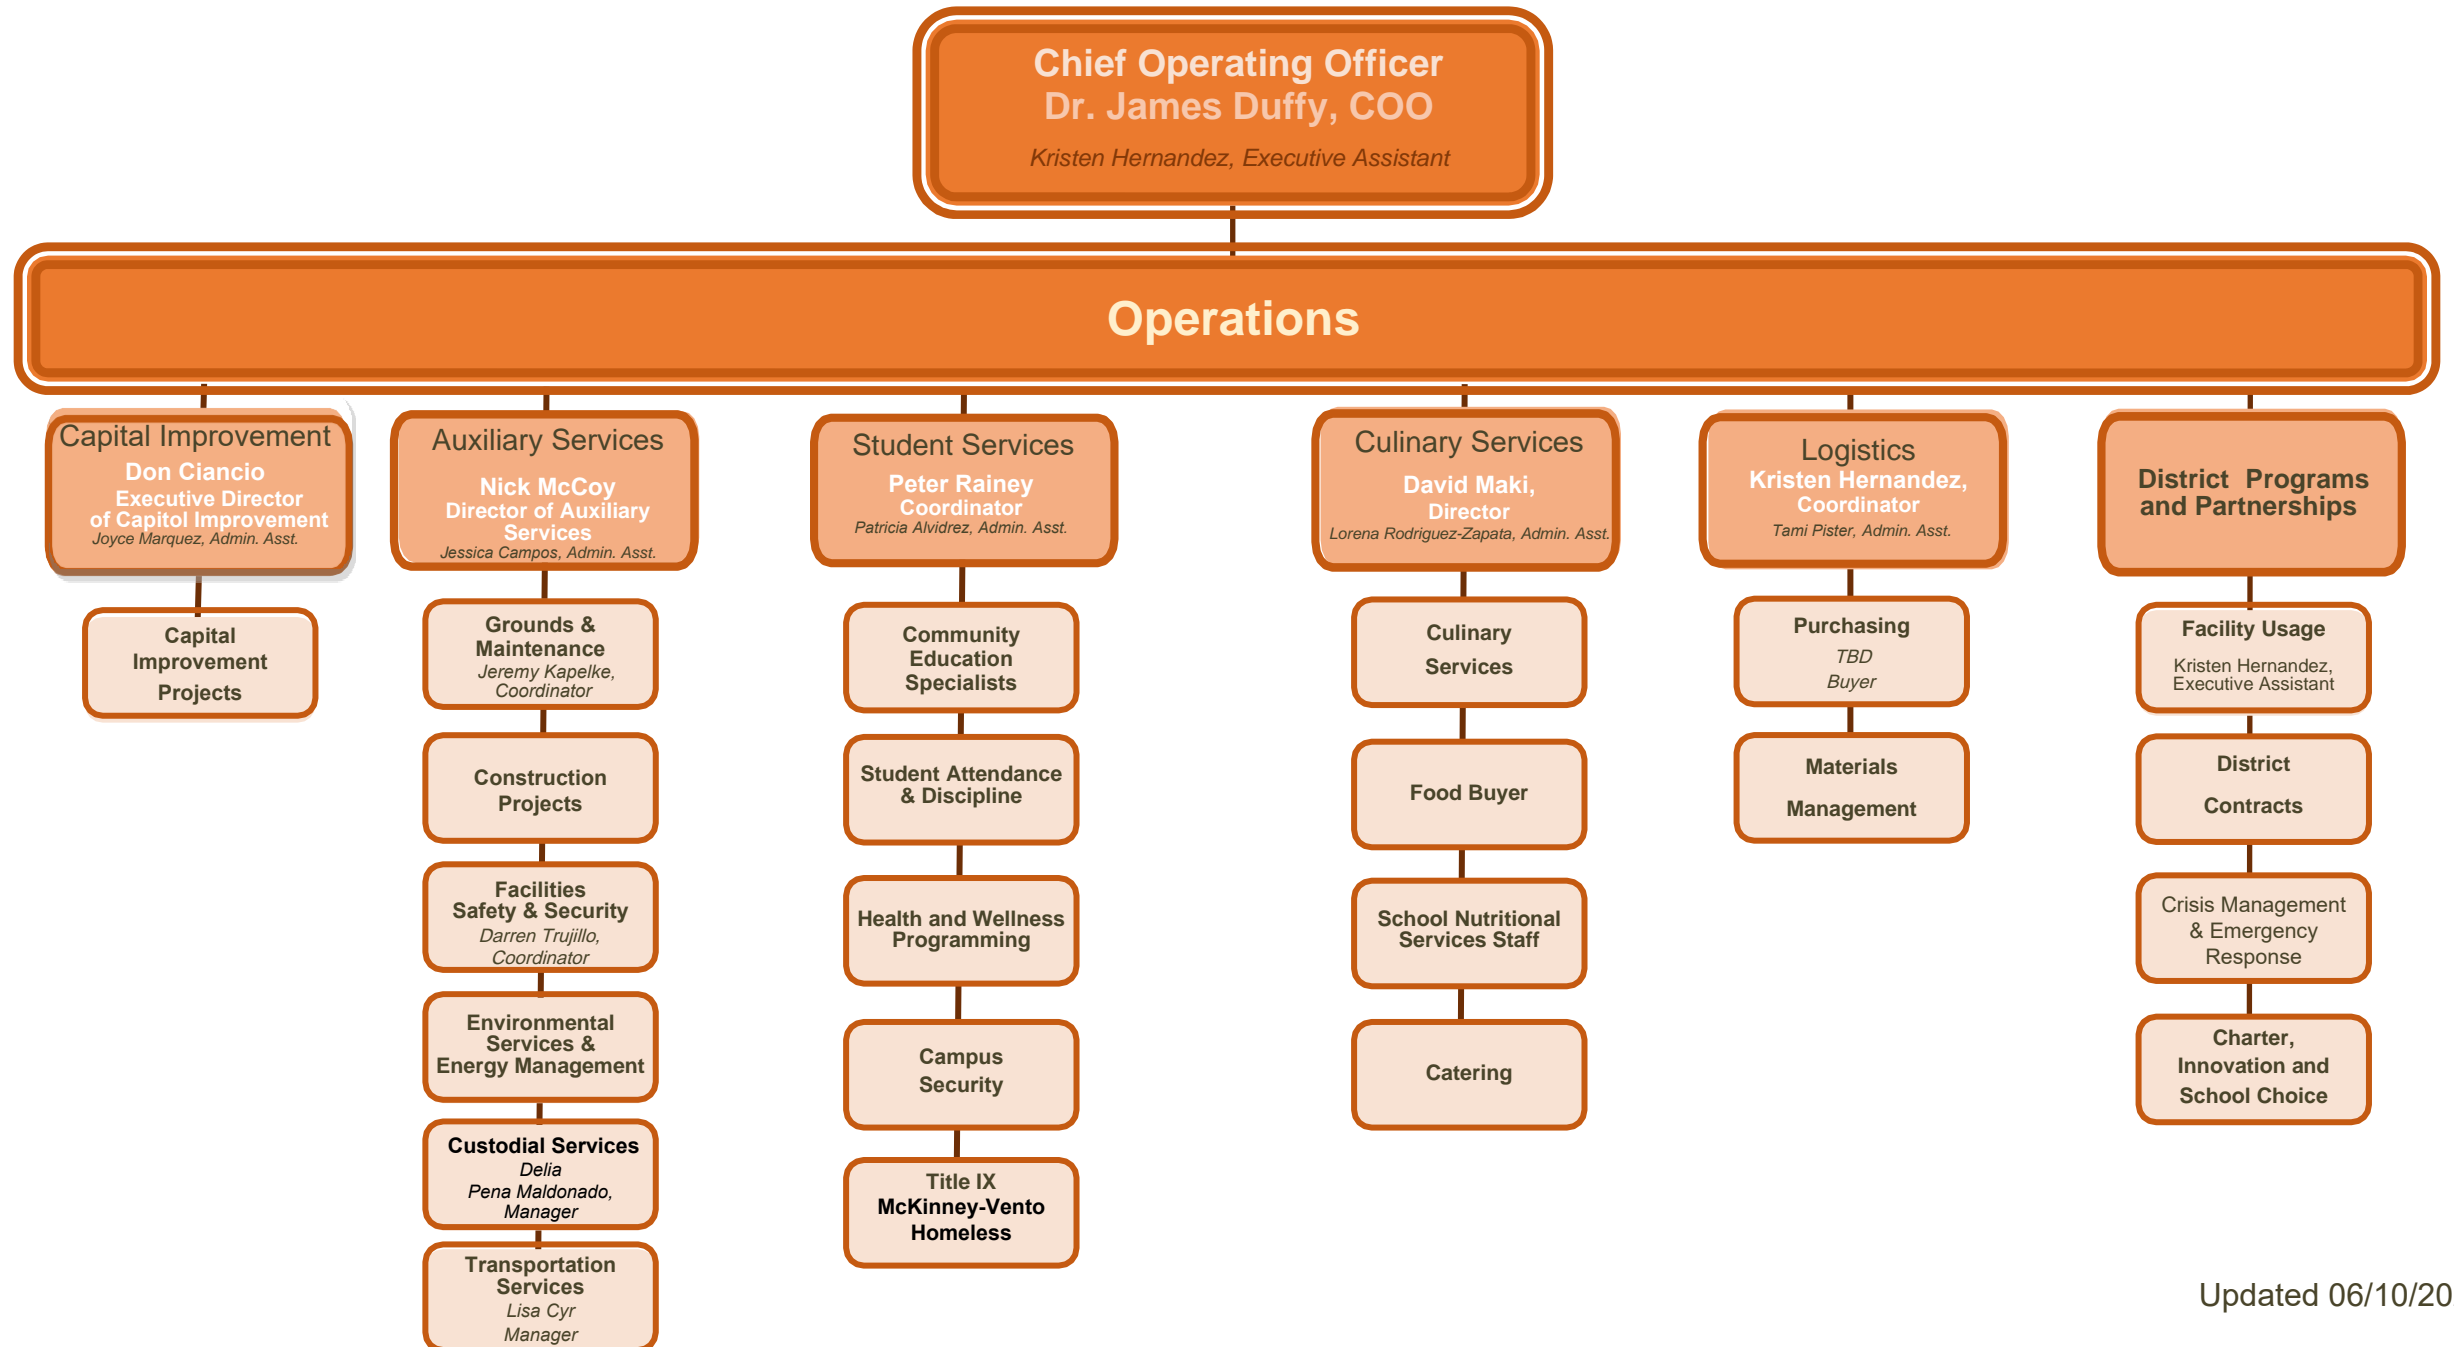 Chief Operating Officer
Dr. James Duffy, COO
Kristen Hernandez, Executive Assistant
Operations
Capital Improvement
Don Ciancio
Executive Director
of Capitol Improvement
Joyce Marquez, Admin. Asst.
Capital
Improvement
Projects
Auxiliary Services
Nick McCoy
Director of Auxiliary
Services
Jessica Campos, Admin. Asst.
Grounds &
Maintenance
Jeremy Kapelke,
Coordinator
Construction
Projects
Facilities
Safety & Security
Darren Trujillo,
Coordinator
Environmental
Services &
Energy Management
Custodial Services
Delia
Pena Maldonado,
Manager
Transportation
Services
Lisa Cyr
Manager
Student Services
Peter Rainey
Coordinator
Patricia Alvidrez, Admin. Asst.
Community
Education
Specialists
Student Attendance
& Discipline
Health and Wellness
Programming
Campus
Security
Title IX
McKinney-Vento
Homeless
Culinary Services
David Maki,
Director
Lorena Rodriguez-Zapata, Admin. Asst.
Culinary
Services
Food Buyer
School Nutritional
Services Staff
Catering
Logistics
Kristen Hernandez,
Coordinator
Tami Pister, Admin. Asst.
Purchasing
TBD
Buyer
Materials
Management
District Programs
and Partnerships
Facility Usage
Kristen Hernandez,
Executive Assistant
District
Contracts
Crisis Management
& Emergency
Response
Charter,
Innovation and
School Choice
Updated 06/10/20